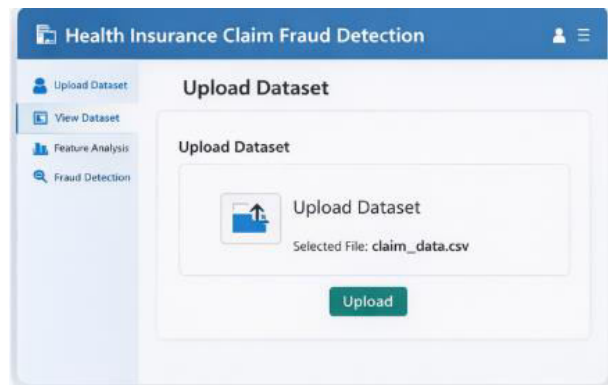 Health Insurance Claim Fraud Detection
Upload Dataset
View Dataset
Feature Analysis
Fraud Detection
Upload Dataset
Upload Dataset
Upload Dataset
Selected File: claim_data.csv
Upload